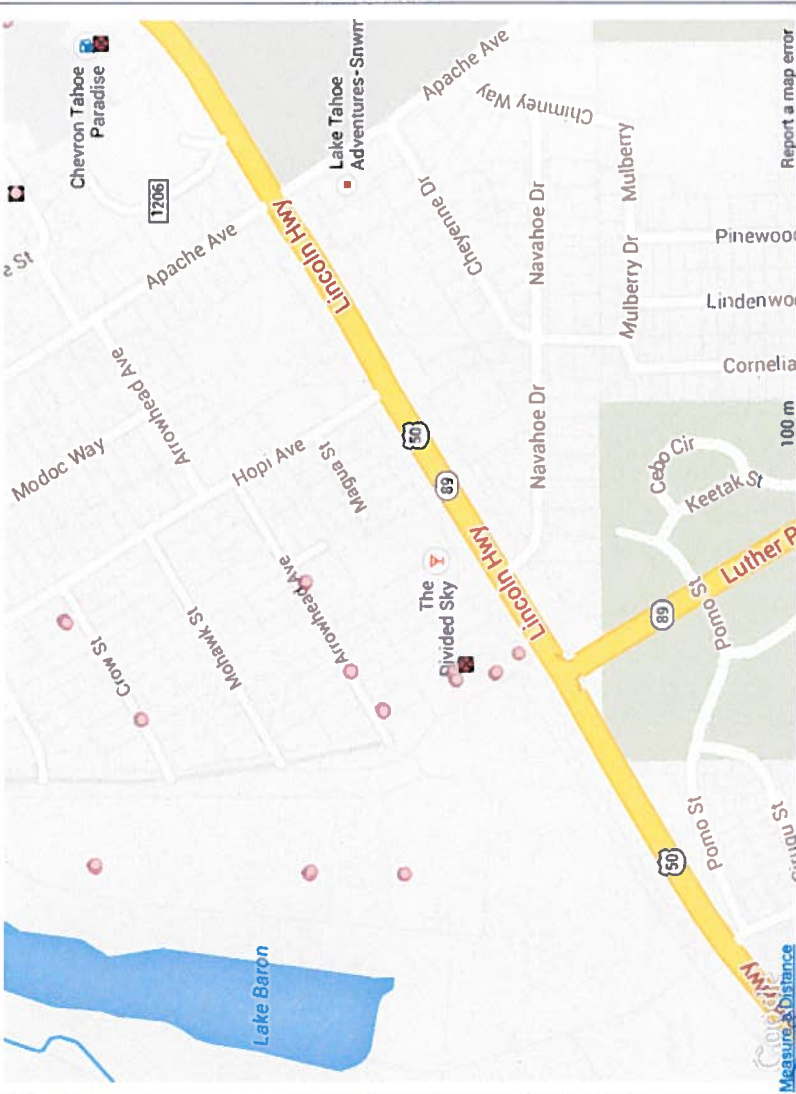 Chevron Tahoe
Paradise
1206
Apache Ave
Lake Tahoe
Adventures-Snwm
Apache Ave
Chimney Way
Mulberry
Report a map error
Lincoln Hwy
Cheyenne Dr
Navahoe Dr
Mulberry Dr
Pinewoo
Lindenwo
Cornelia
Arrowhead Ave
Modoc Way
Hopi Ave
Magua St
50
89
Navahoe Dr
Cebo Cir
Keetak St
100 m
Crow St
Mohawk St
Arrowhead Ave
The
Divided Sky
Lincoln Hwy
89
Pomo St
Luther P
Lake Baron
50
Pomo St
Hwy
Measure a Distance